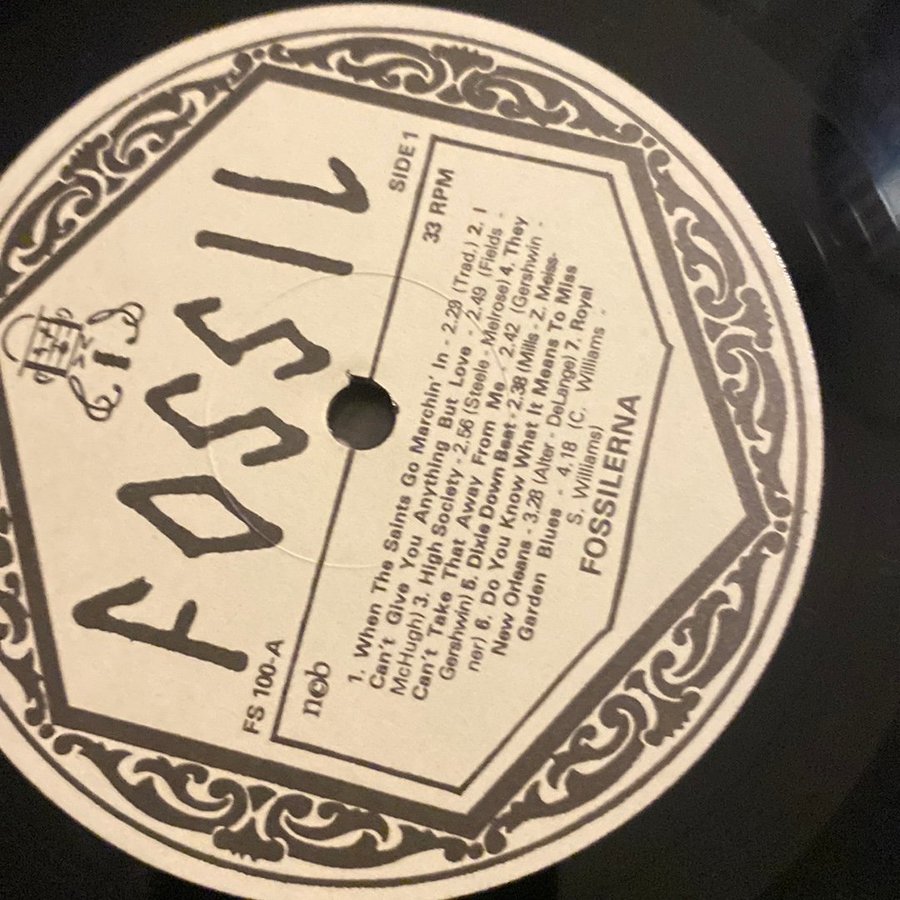 FOSSIL
FS 100-A
SIDE 1
ncb
33 RPM
1. When The Saints Go Marchin' In - 2.29 (Trad.) 2. I
Can't Give You Anything But Love - 2.49 (Fields -
McHugh) 3. High Society - 2.56 (Steele - Melrose) 4. They
Can't Take That Away From Me - 2.42 (Gershwin -
Gershwin) 5. Dixie Down Beat - 2.38 (Mills - Z. Meiss-
ner) 6. Do You Know What It Means To Miss
New Orleans - 3.28 (Alter - DeLange) 7. Royal
Garden Blues - 4.18 (C. Williams -
S. Williams)
FOSSILERNA